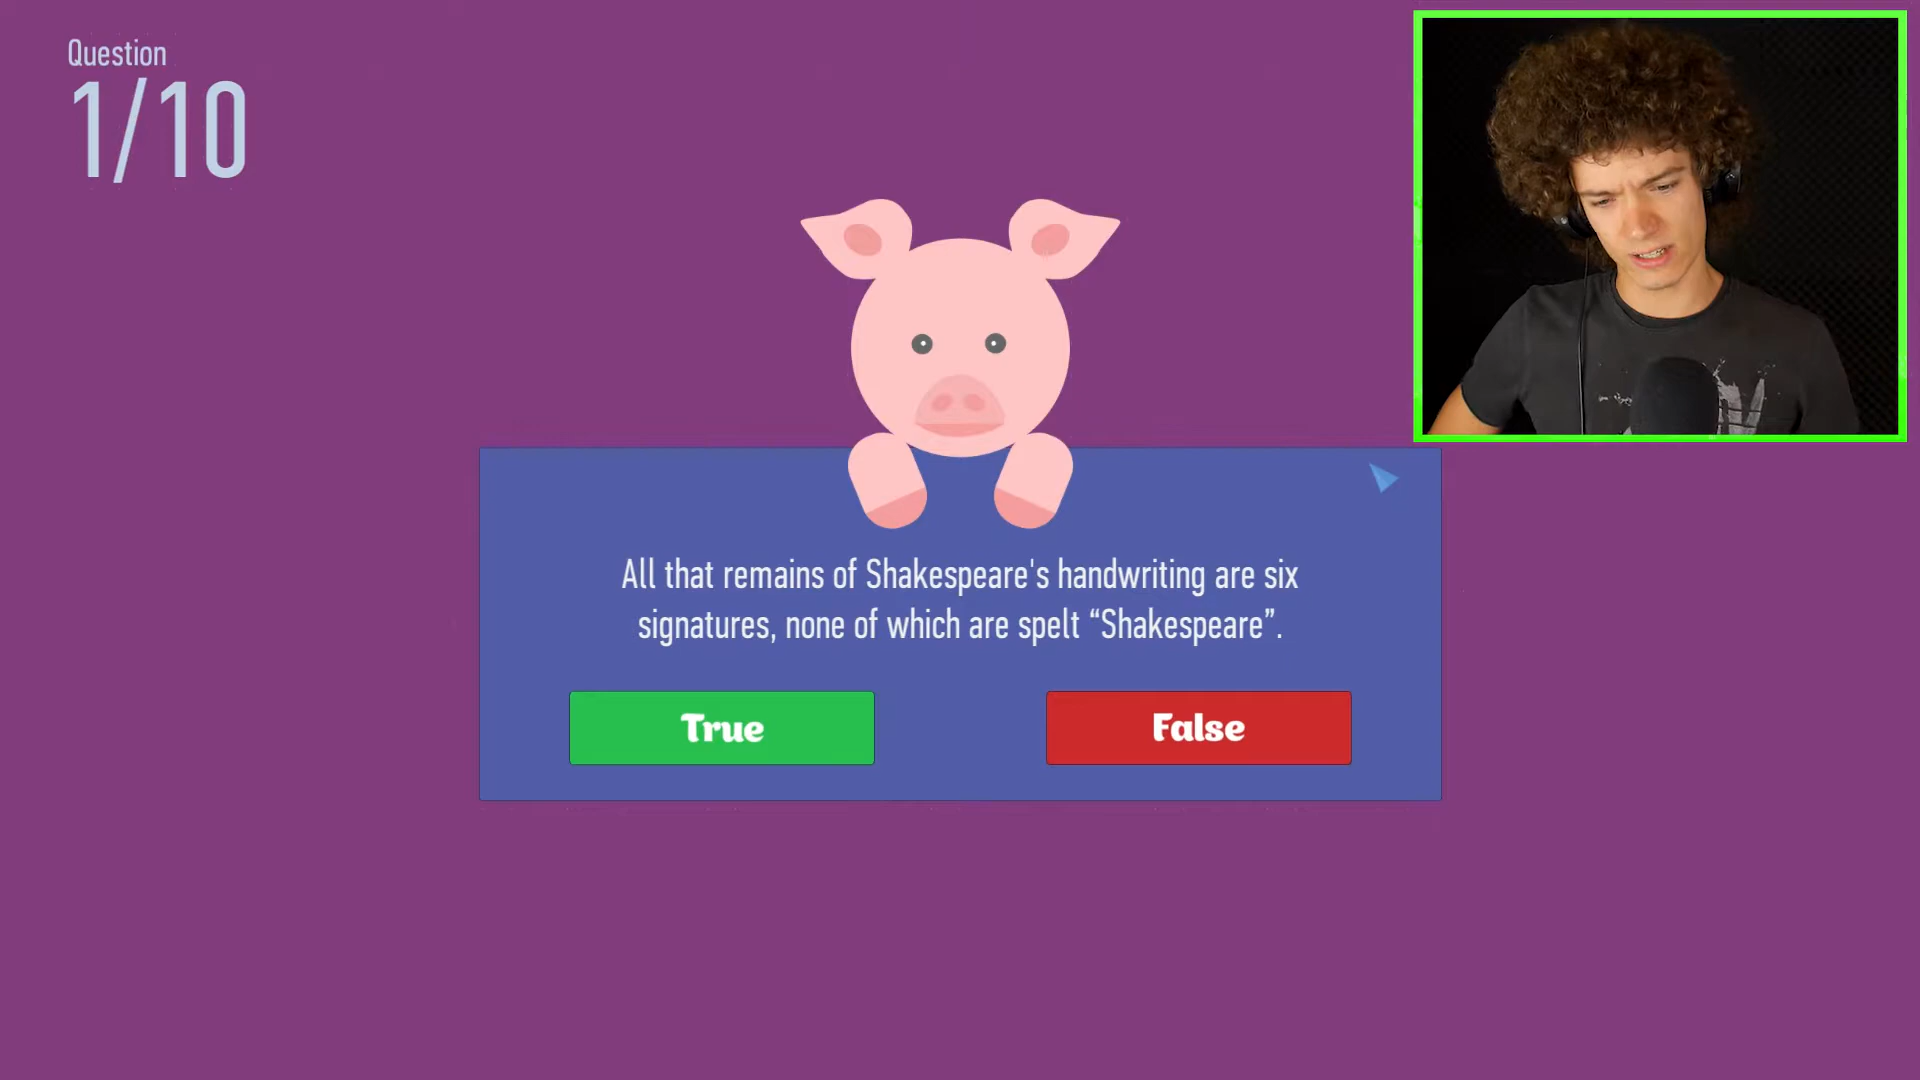 Question
1/10
All that remains of Shakespeare's handwriting are six
signatures, none of which are spelt “Shakespeare”.
True
False